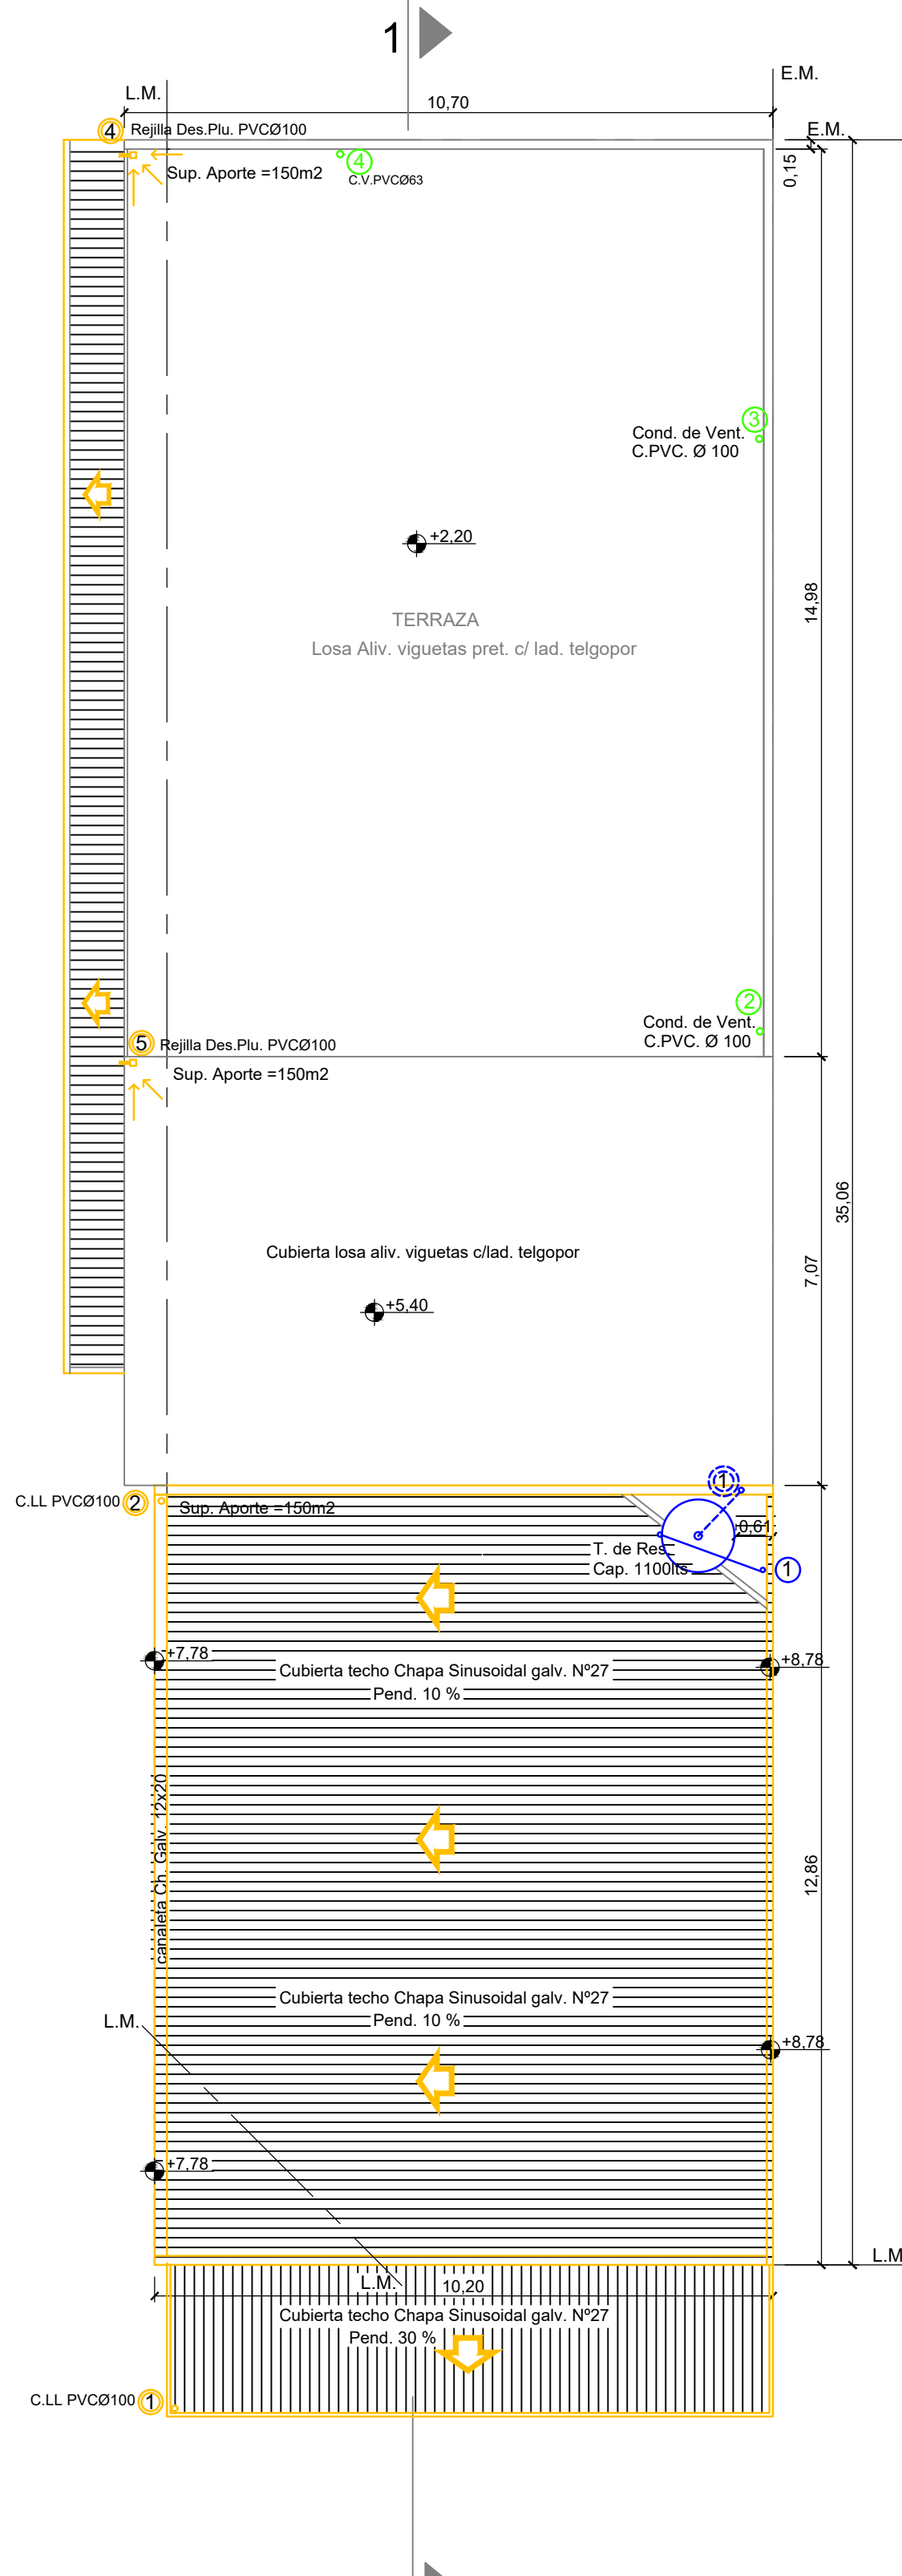 1
E.M.
L.M.
10,70
E.M.
4
Rejilla Des.Plu. PVCØ100
Sup. Aporte =150m2
4
C.V.PVCØ63
0,15
3
Cond. de Vent.
C.PVC. Ø 100
+2,20
14,98
TERRAZA
Losa Aliv. viguetas pret. c/ lad. telgopor
2
Cond. de Vent.
C.PVC. Ø 100
5
Rejilla Des.Plu. PVCØ100
Sup. Aporte =150m2
35,06
Cubierta losa aliv. viguetas c/lad. telgopor
7,07
+5,40
1
C.LL PVCØ100
2
Sup. Aporte =150m2
0,61
T. de Res.
Cap. 1100lts
1
+7,78
+8,78
Cubierta techo Chapa Sinusoidal galv. Nº27
Pend. 10 %
canaleta Ch. Galv. 12x20
12,86
Cubierta techo Chapa Sinusoidal galv. Nº27
Pend. 10 %
L.M.
+8,78
+7,78
L.M
L.M.
10,20
Cubierta techo Chapa Sinusoidal galv. Nº27
Pend. 30 %
C.LL PVCØ100
1